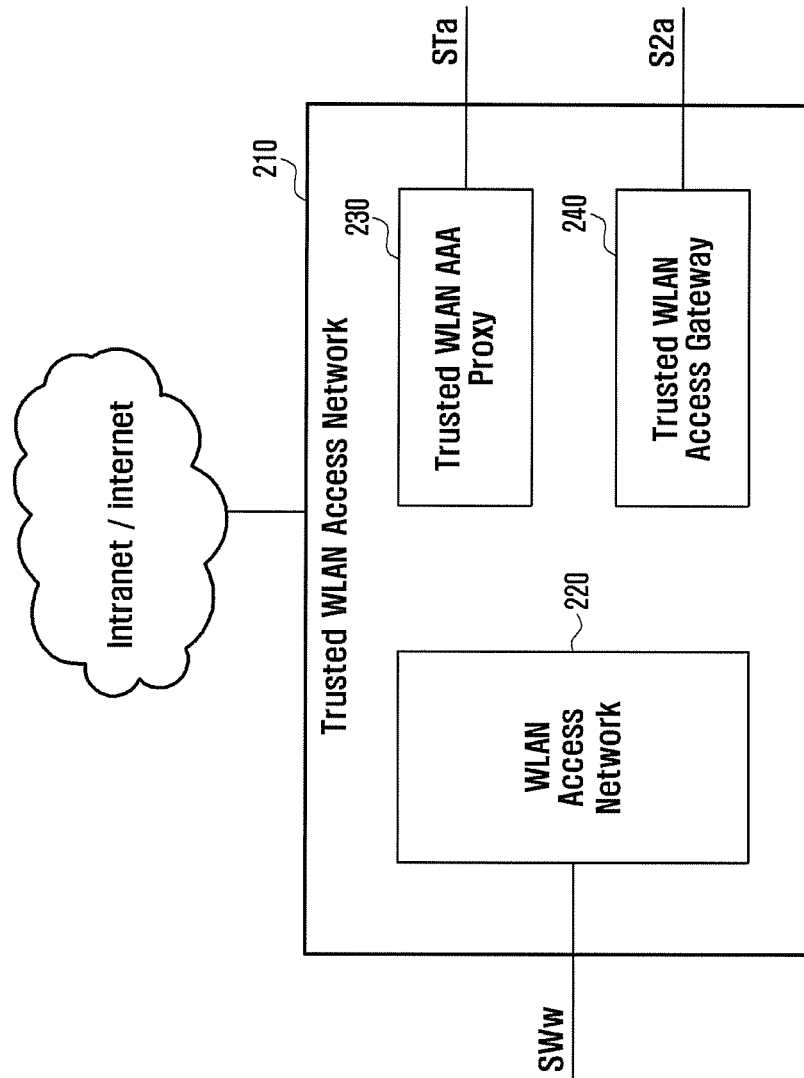 Intranet / internet
Trusted WLAN Access Network
210
WLAN
Access
Network
220
Trusted WLAN AAA
Proxy
230
Trusted WLAN
Access Gateway
240
SWw
STa
S2a